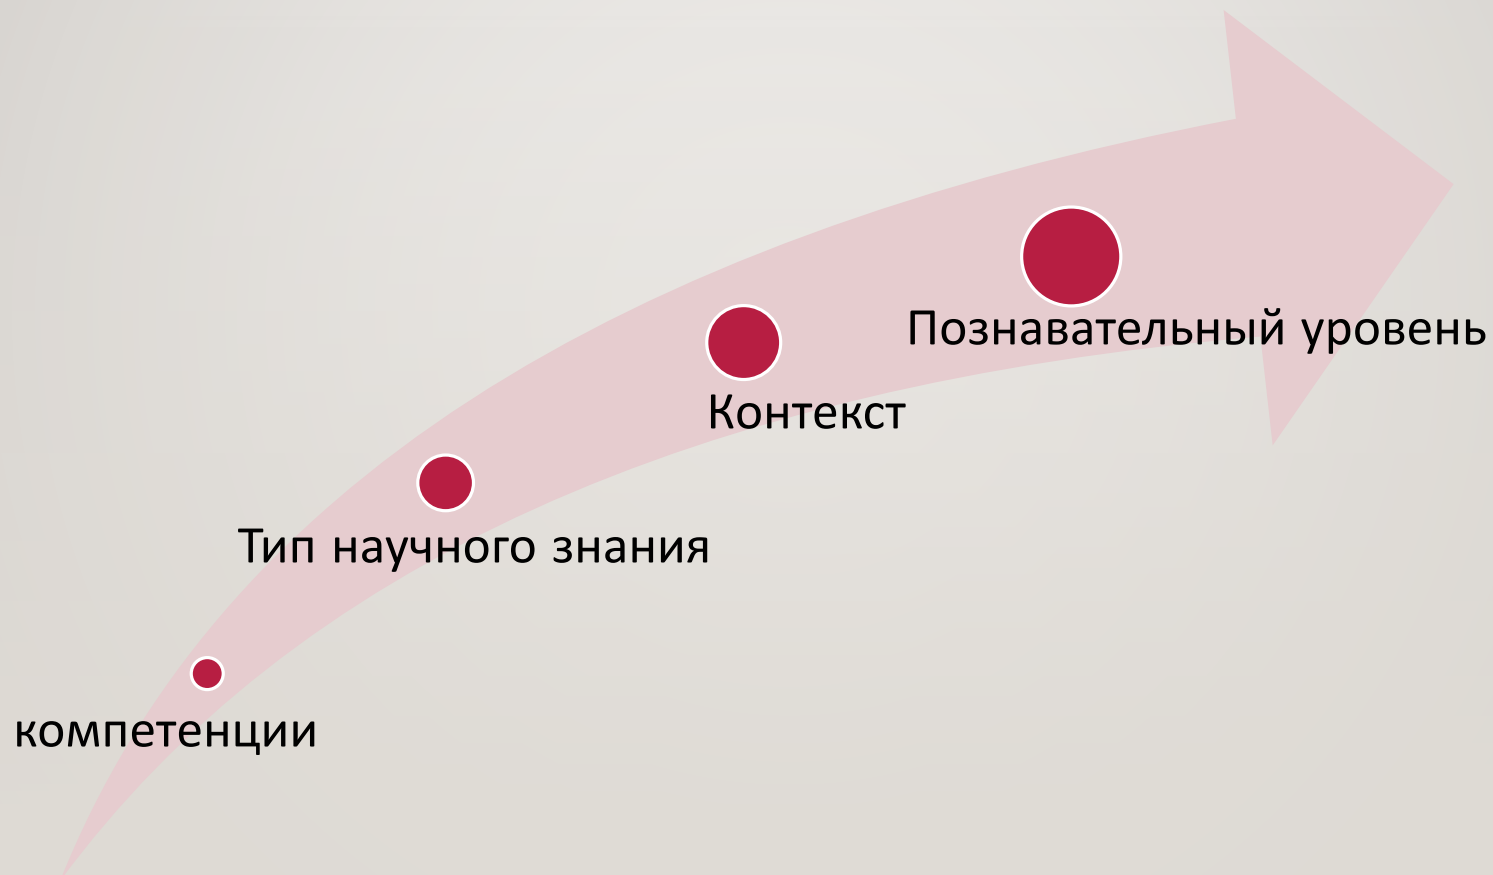 Познавательный уровень
Контекст
Тип научного знания
компетенции